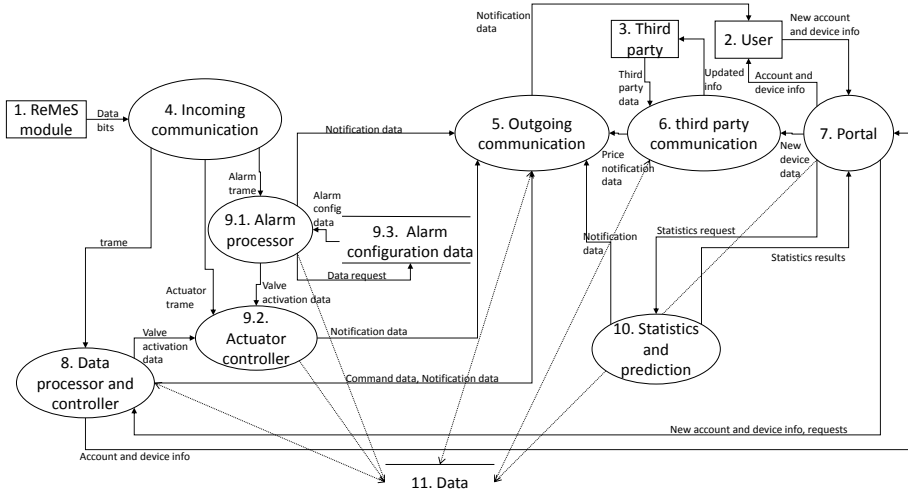 Notification
data
3. Third
party
2. User
New account
and device info
1. ReMeS
module
Data
bits
4. Incoming
communication
Third
party
data
Updated
info
Account and
device info
5. Outgoing
communication
6. third party
communication
7. Portal
Notification data
Price
notification
data
New
device data
Alarm
trame
Alarm
config
data
9.1. Alarm
processor
9.3. Alarm
configuration data
trame
Notification
data
Statistics request
Statistics results
Data request
Actuator
trame
Valve
activation data
9.2.
Actuator
controller
Notification data
10. Statistics
and
prediction
Valve
activation
data
8. Data
processor and
controller
Command data, Notification data
New account and device info, requests
Account and device info
11. Data